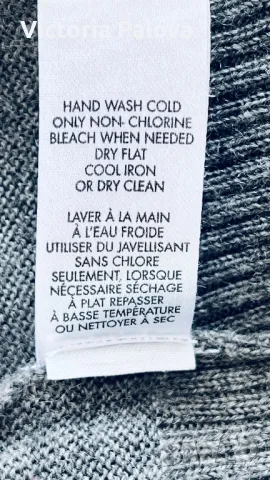 Victoria Palova
HAND WASH COLD
ONLY NON- CHLORINE
BLEACH WHEN NEEDED
DRY FLAT
COOL IRON
OR DRY CLEAN
LAVER À LA MAIN
À L'EAU FROIDE
UTILISER DU JAVELLISANT
SANS CHLORE
SEULEMENT, LORSQUE
NÉCESSAIRE SÉCHAGE
À PLAT REPASSER
À BASSE TEMPÉRATURE
OU NETTOYER À SEC